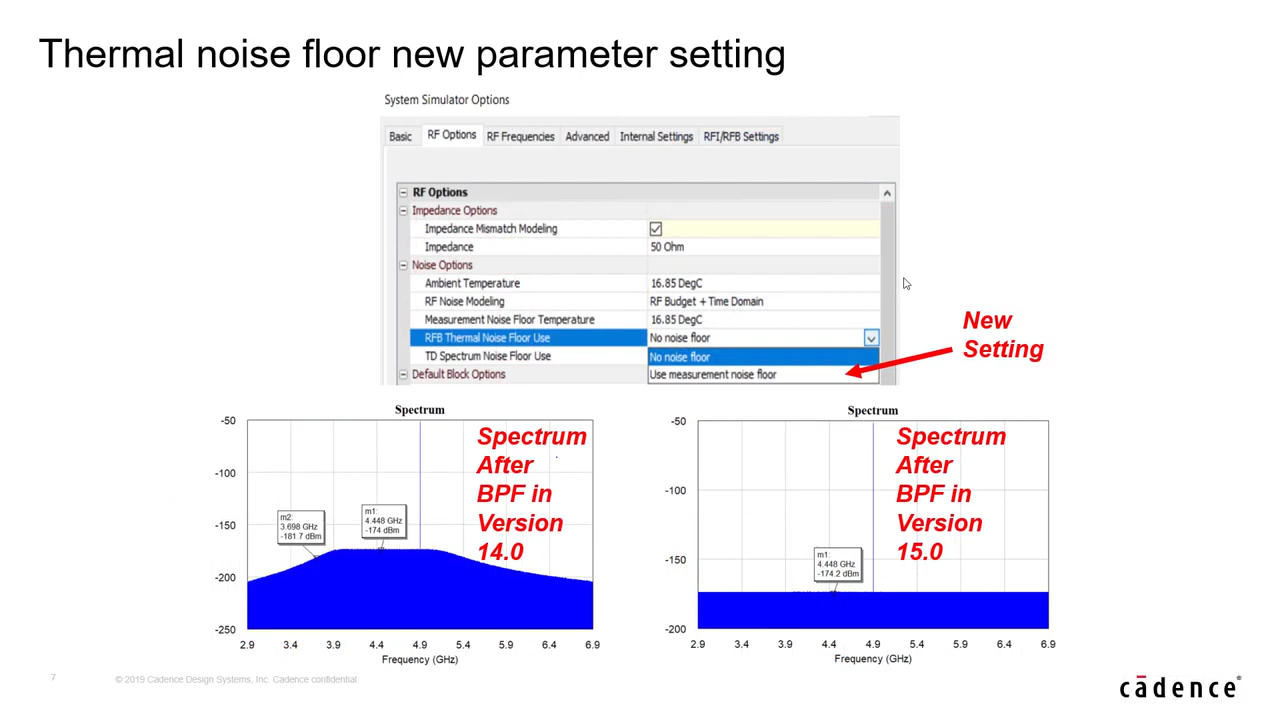 Thermal noise floor new parameter setting
System Simulator Options
Basic RF Options RF Frequencies Advanced Internal Settings RFI/RFB Settings
RF Options
Impedance Options
Impedance Mismatch Modeling
Impedance 50 Ohm
Noise Options
Ambient Temperature 16.85 DegC
RF Noise Modeling RF Budget + Time Domain
Measurement Noise Floor Temperature 16.85 DegC
RFB Thermal Noise Floor Use No noise floor
TD Spectrum Noise Floor Use No noise floor
Default Block Options Use measurement noise floor
New
Setting
Spectrum
-50
-100
-150
-200
-250
m2:
3.698 GHz
-181.7 dBm
m1:
4.448 GHz
-174 dBm
Spectrum
After
BPF in
Version
14.0
2.9 3.4 3.9 4.4 4.9 5.4 5.9 6.4 6.9
Frequency (GHz)
Spectrum
-50
-100
-150
-200
m1:
4.448 GHz
-174.2 dBm
Spectrum
After
BPF in
Version
15.0
2.9 3.4 3.9 4.4 4.9 5.4 5.9 6.4 6.9
Frequency (GHz)
7
© 2019 Cadence Design Systems, Inc. Cadence confidential.
cādence®